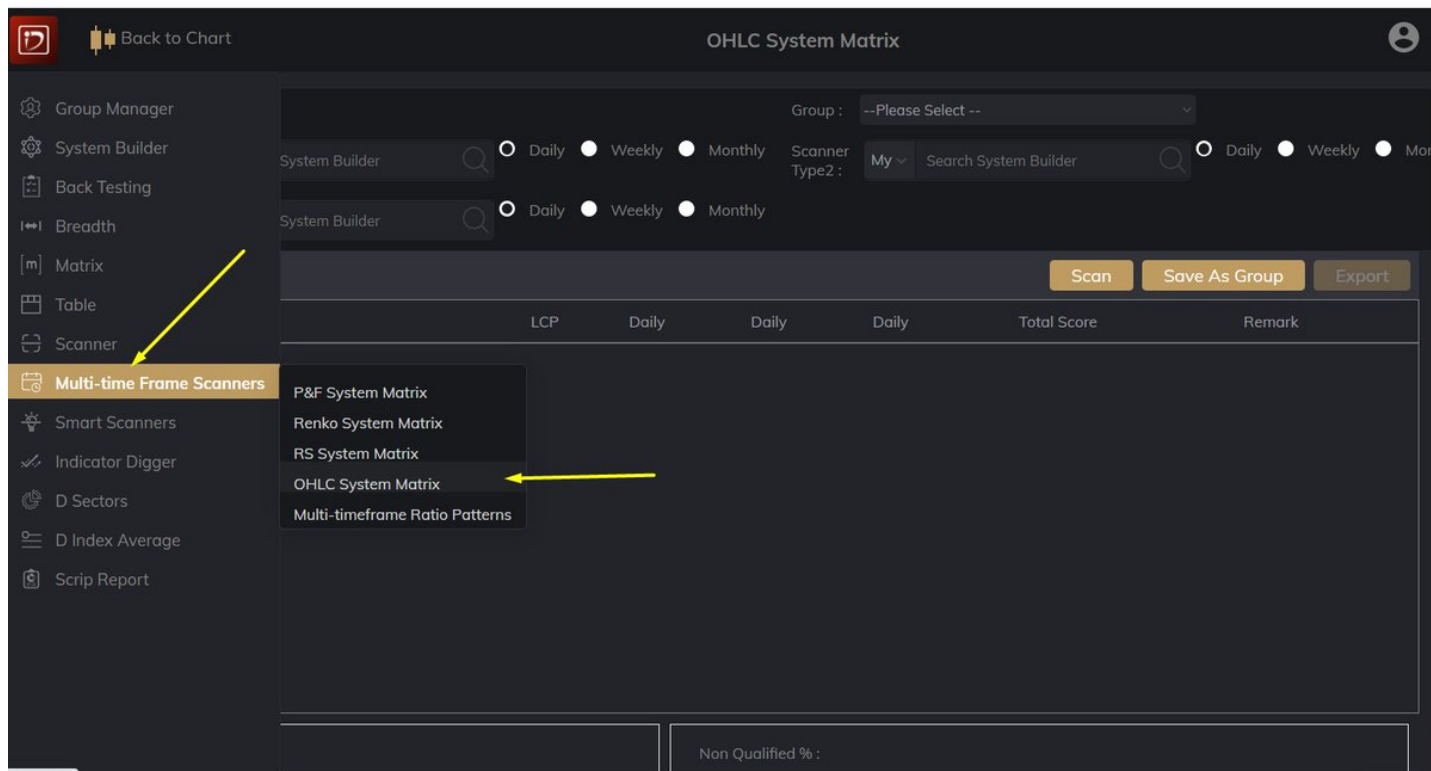 Back to Chart
OHLC System Matrix
Group Manager
System Builder
Back Testing
Breadth
[m] Matrix
Table
Scanner
Multi-time Frame Scanners
Smart Scanners
Indicator Digger
D Sectors
D Index Average
Scrip Report
P&F System Matrix
Renko System Matrix
RS System Matrix
OHLC System Matrix
Multi-timeframe Ratio Patterns
Group : --Please Select --
System Builder Daily Weekly Monthly
Scanner Type2 : My Search System Builder Daily Weekly Mon
System Builder Daily Weekly Monthly
Scan Save As Group Export
LCP Daily Daily Daily Total Score Remark
Non Qualified % :